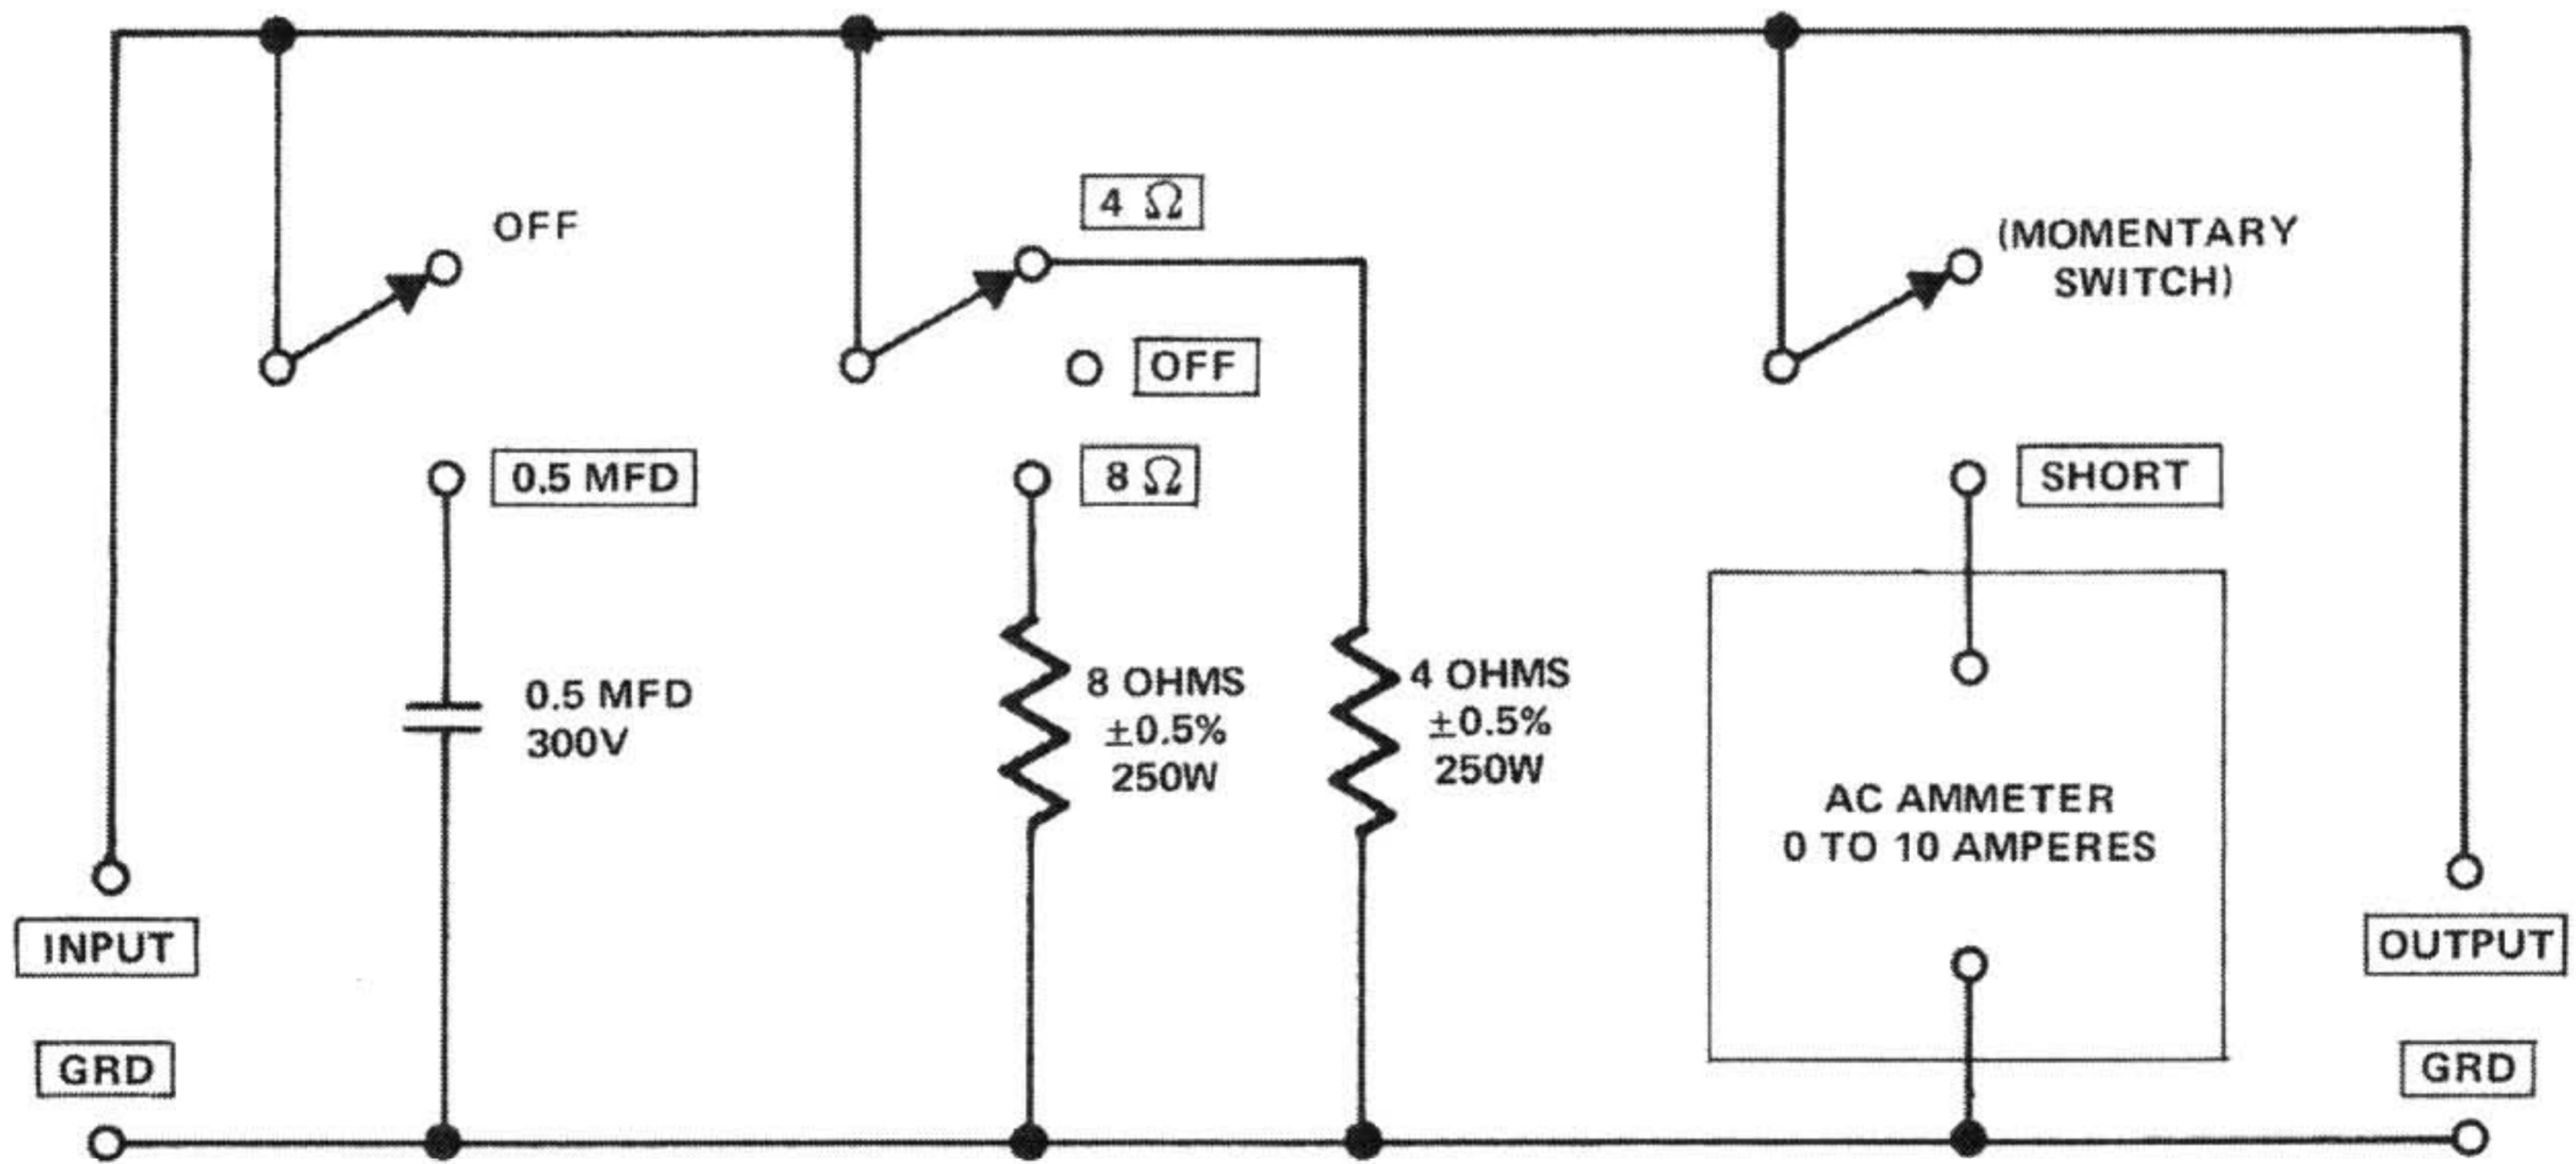 OFF
4 Ω
(MOMENTARY
SWITCH)
OFF
0.5 MFD
8 Ω
SHORT
0.5 MFD
300V
8 OHMS
±0.5%
250W
4 OHMS
±0.5%
250W
AC AMMETER
0 TO 10 AMPERES
INPUT
OUTPUT
GRD
GRD